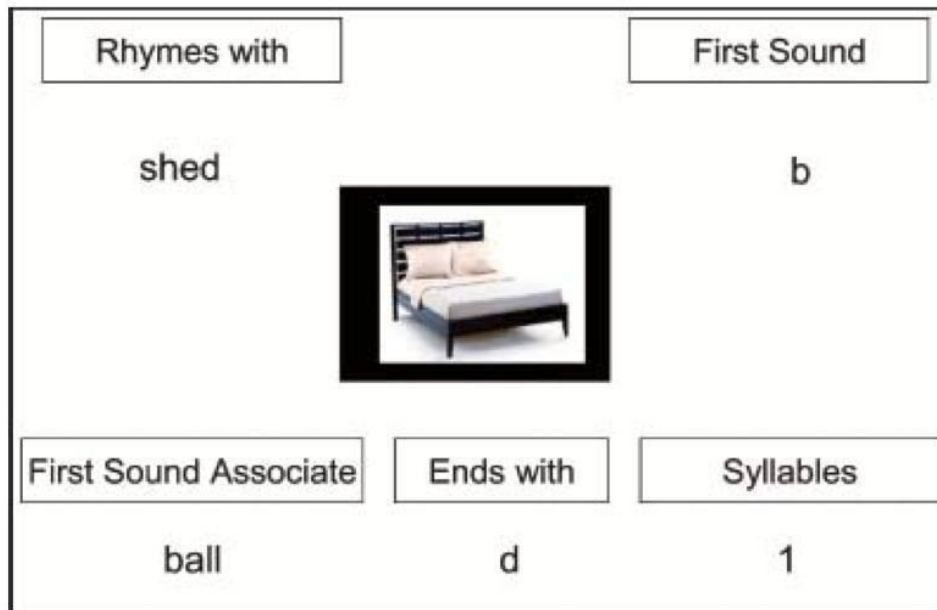 Rhymes with
First Sound
shed
b
First Sound Associate
Ends with
Syllables
ball
d
1